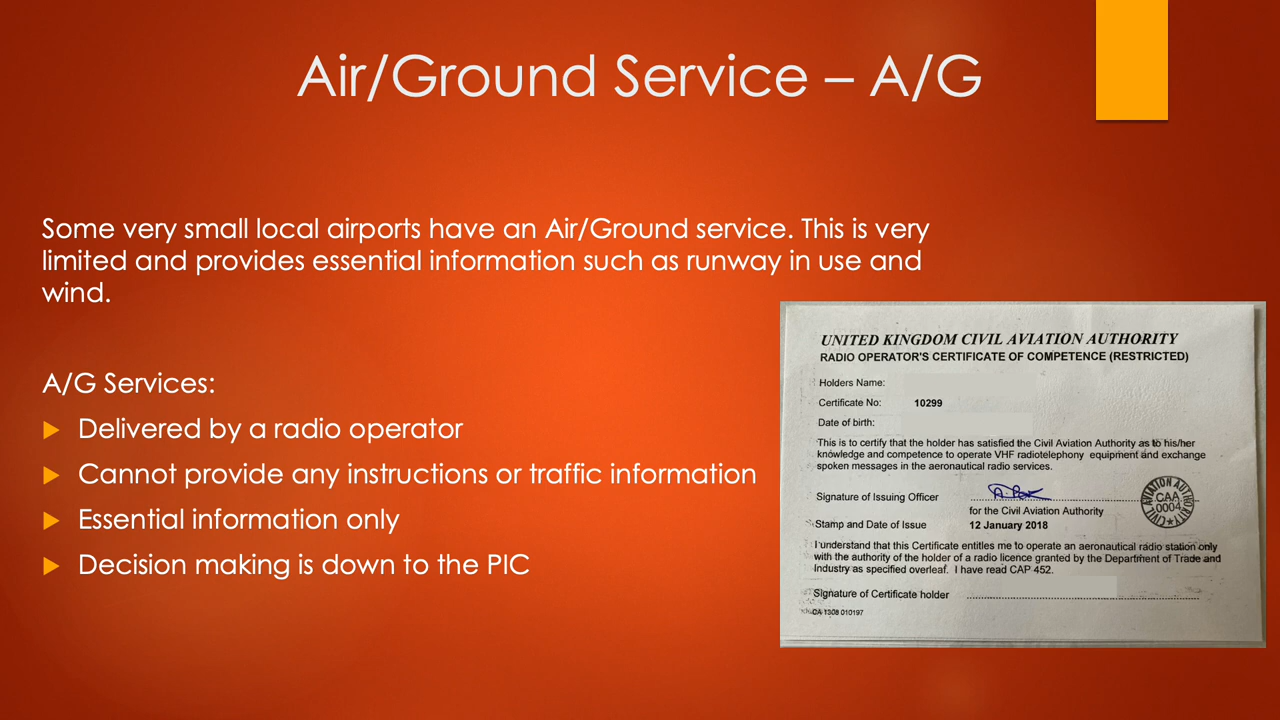 Air/Ground Service – A/G
Some very small local airports have an Air/Ground service. This is very
limited and provides essential information such as runway in use and
wind.
A/G Services:
Delivered by a radio operator
Cannot provide any instructions or traffic information
Essential information only
Decision making is down to the PIC
UNITED KINGDOM CIVIL AVIATION AUTHORITY
RADIO OPERATOR'S CERTIFICATE OF COMPETENCE (RESTRICTED)
Holders Name:
Certificate No: 10299
Date of birth:
This is to certify that the holder has satisfied the Civil Aviation Authority as to his/her
knowledge and competence to operate VHF radiotelephony equipment and exchange
spoken messages in the aeronautical radio services.
Signature of Issuing Officer
for the Civil Aviation Authority
Stamp and Date of Issue 12 January 2018
CIVIL AVIATION AUTHORITY
CAA
0004
I understand that this Certificate entitles me to operate an aeronautical radio station only
with the authority of the holder of a radio licence granted by the Department of Trade and
Industry as specified overleaf. I have read CAP 452.
Signature of Certificate holder
CA 1308 010197